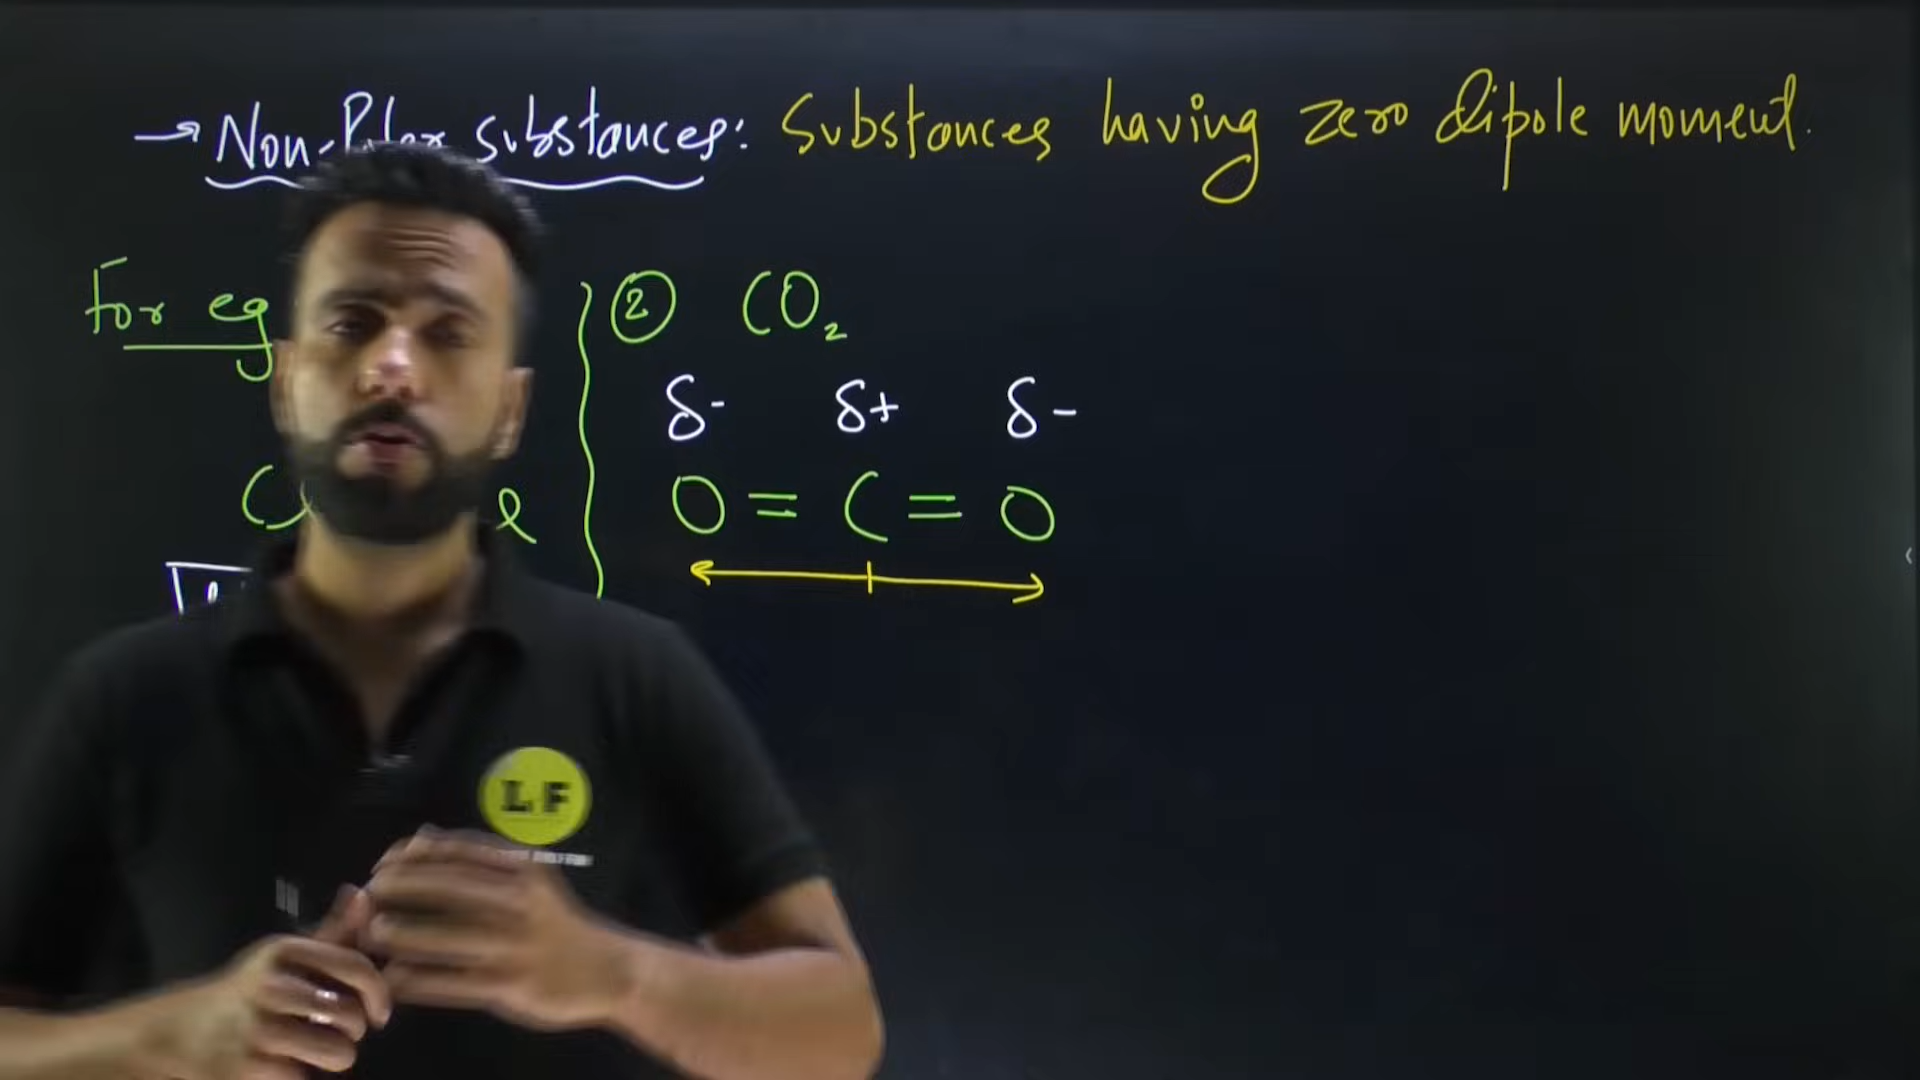 → Non-Polar substances: Substances having zero dipole moment.
For eg
② CO₂
δ- δ+ δ-
O = C = O
LF